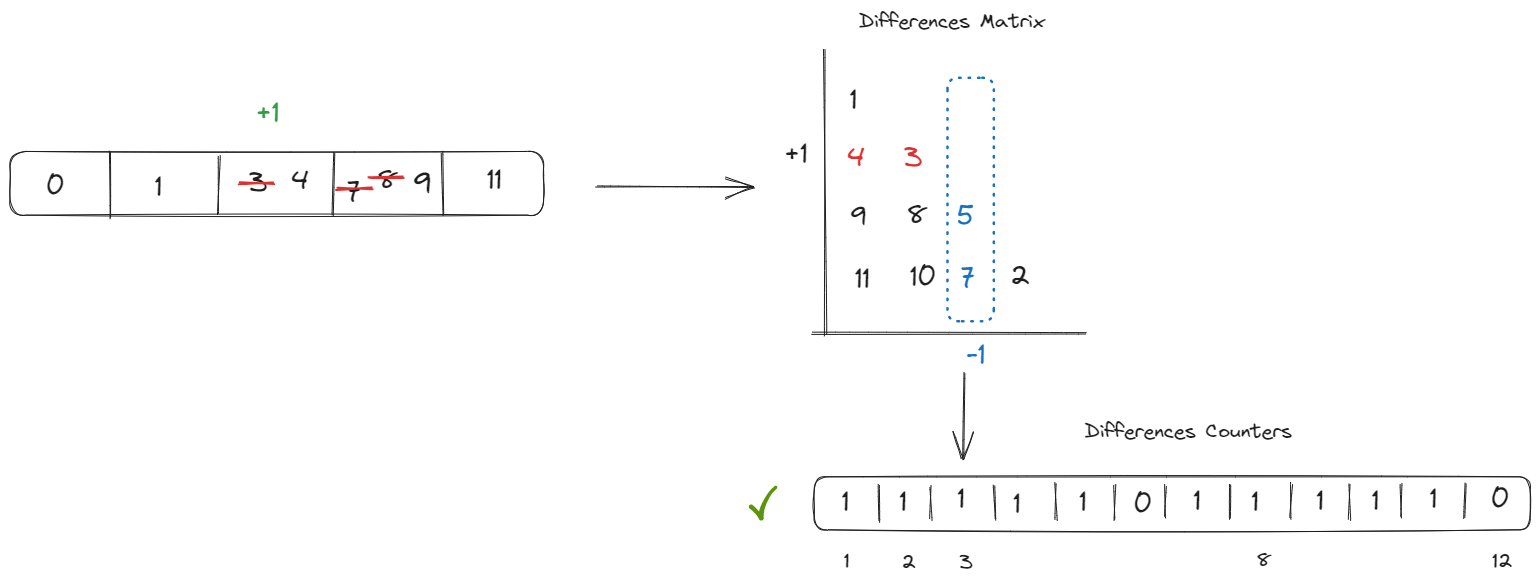 Differences Matrix
+1
0 1 3 4 7 8 9 11
1
+1 4 3
9 8 5
11 10 7 2
-1
Differences Counters
1 1 1 1 1 0 1 1 1 1 1 0
1 2 3 8 12